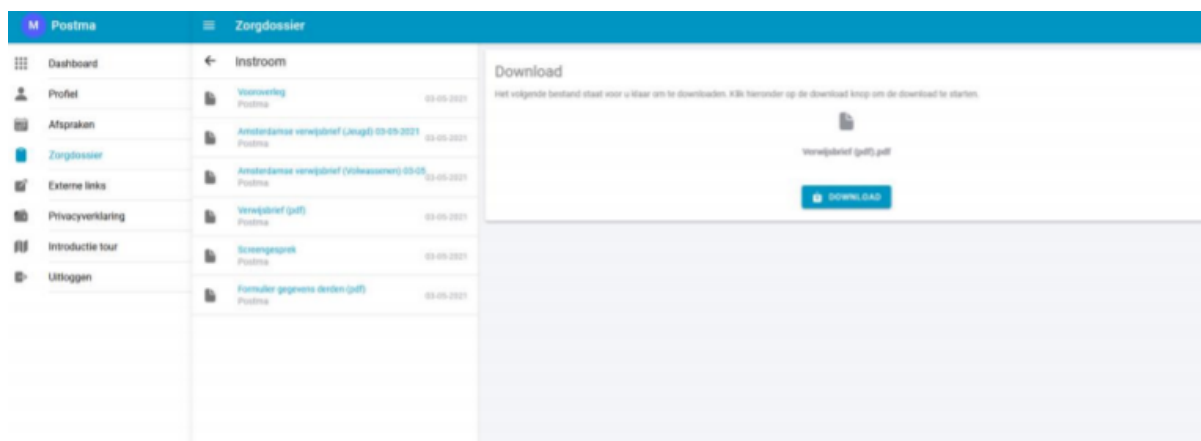 M Postma
Zorgdossier
Dashboard
Profiel
Afspraken
Zorgdossier
Externe links
Privacyverklaring
Introductie tour
Uitloggen
Instroom
Vooroverleg
Postma
03-05-2021
Amsterdamse verwijsbrief (Jeugd) 03-05-2021
Postma
03-05-2021
Amsterdamse verwijsbrief (Volwassenen) 03-05
Postma
03-05-2021
Verwijsbrief (pdf)
Postma
03-05-2021
Screengesprek
Postma
03-05-2021
Formulier gegevens derden (pdf)
Postma
03-05-2021
Download
Het volgende bestand staat voor u klaar om te downloaden. Klik hieronder op de download knop om de download te starten.
Verwijsbrief (pdf).pdf
DOWNLOAD